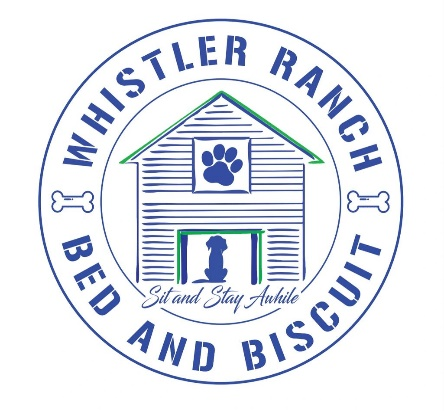 WHISTLER RANCH
Sit and Stay Awhile
BED AND BISCUIT